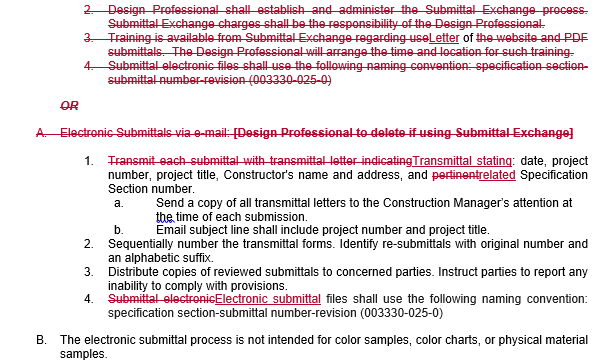 2. Design Professional shall establish and administer the Submittal Exchange process.
Submittal Exchange charges shall be the responsibility of the Design Professional.
3. Training is available from Submittal Exchange regarding useLetter of the website and PDF
submittals. The Design Professional will arrange the time and location for such training.
4. Submittal electronic files shall use the following naming convention: specification section-
submittal number-revision (003330-025-0)
OR
A. Electronic Submittals via e-mail: [Design Professional to delete if using Submittal Exchange]
1. Transmit each submittal with transmittal letter indicatingTransmittal stating: date, project
number, project title, Constructor's name and address, and pertinentrelated Specification
Section number.
a. Send a copy of all transmittal letters to the Construction Manager's attention at
the time of each submission.
b. Email subject line shall include project number and project title.
2. Sequentially number the transmittal forms. Identify re-submittals with original number and
an alphabetic suffix.
3. Distribute copies of reviewed submittals to concerned parties. Instruct parties to report any
inability to comply with provisions.
4. Submittal electronicElectronic submittal files shall use the following naming convention:
specification section-submittal number-revision (003330-025-0)
B. The electronic submittal process is not intended for color samples, color charts, or physical material
samples.